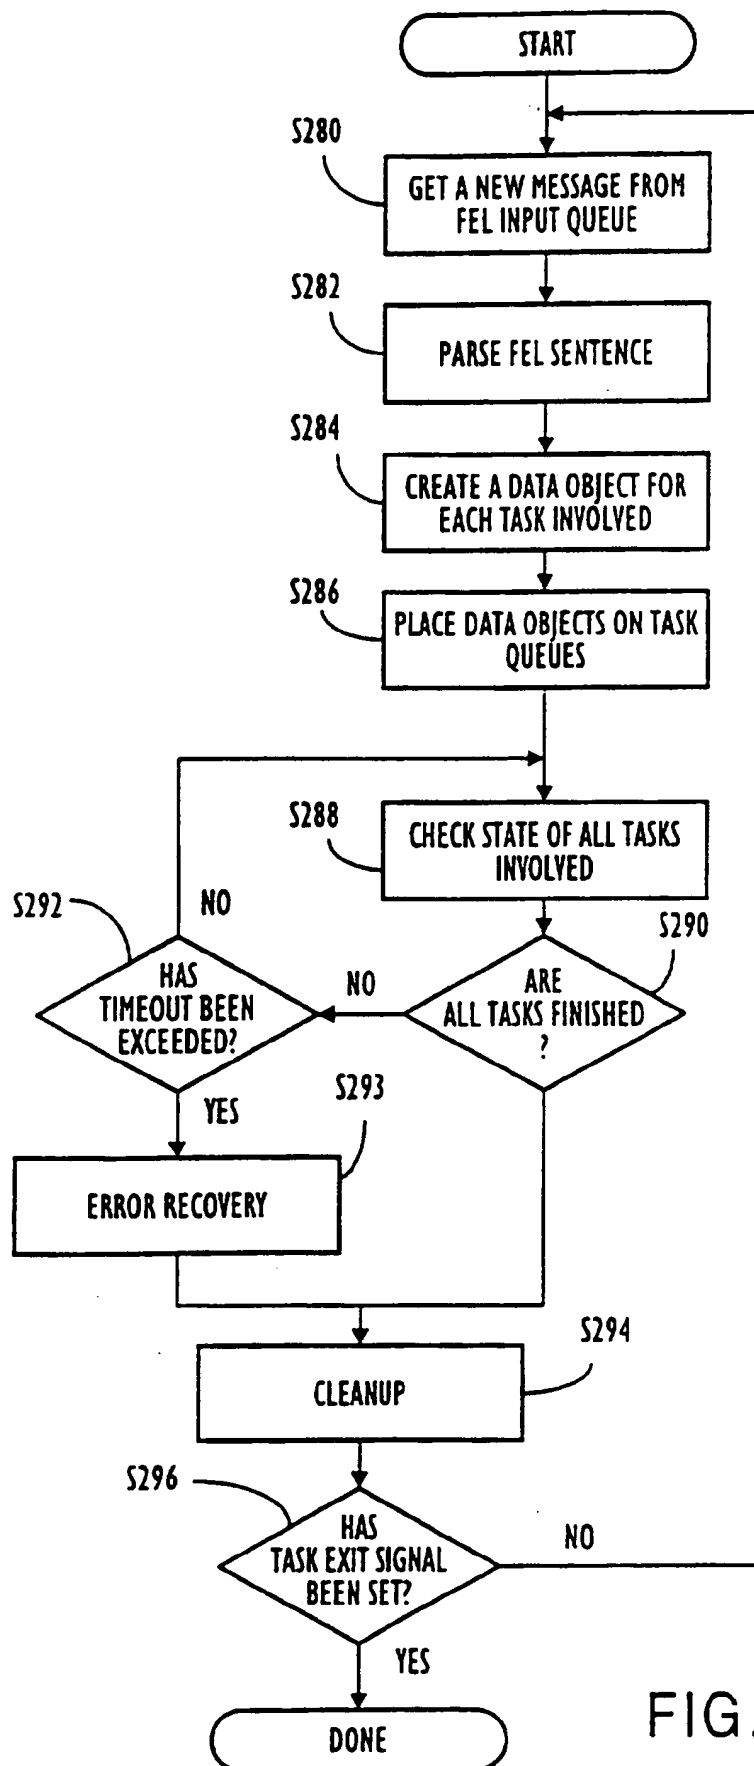 START
S280
GET A NEW MESSAGE FROM
FEL INPUT QUEUE
S282
PARSE FEL SENTENCE
S284
CREATE A DATA OBJECT FOR
EACH TASK INVOLVED
S286
PLACE DATA OBJECTS ON TASK
QUEUES
S288
CHECK STATE OF ALL TASKS
INVOLVED
S292
NO
S290
HAS
TIMEOUT BEEN
EXCEEDED?
NO
ARE
ALL TASKS FINISHED
?
YES
S293
ERROR RECOVERY
S294
CLEANUP
S296
HAS
TASK EXIT SIGNAL
BEEN SET?
NO
YES
DONE
FIG.